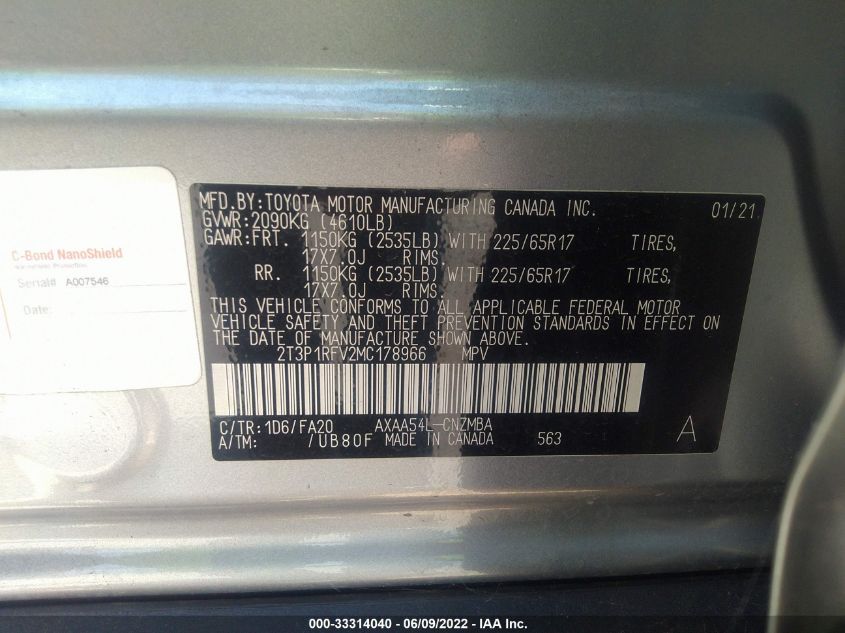 C-Bond NanoShield
Serial# A007546
Date:
MFD.BY:TOYOTA MOTOR MANUFACTURING CANADA INC. 01/21
GVWR:2090KG (4610LB)
GAWR:FRT. 1150KG (2535LB) WITH 225/65R17 TIRES,
17X7.0J RIMS.
RR. 1150KG (2535LB) WITH 225/65R17 TIRES,
17X7.0J RIMS.
THIS VEHICLE CONFORMS TO ALL APPLICABLE FEDERAL MOTOR
VEHICLE SAFETY AND THEFT PREVENTION STANDARDS IN EFFECT ON
THE DATE OF MANUFACTURE SHOWN ABOVE.
2T3P1RFV2MC178966 MPV
C/TR:1D6/FA20 AXAA54L-CNZMBA
A/TM: /UB80F MADE IN CANADA 563 A
000-33314040 - 06/09/2022 - IAA Inc.